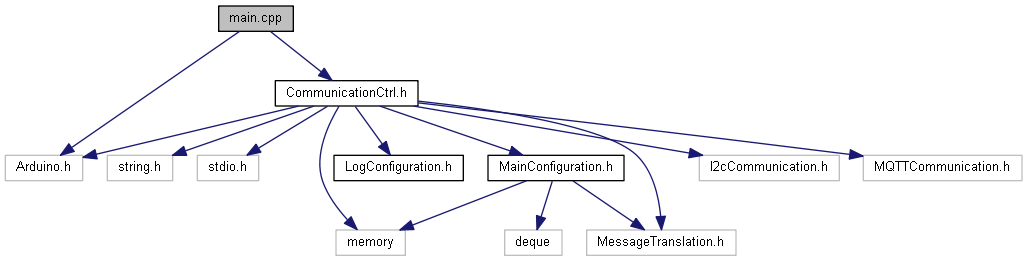 main.cpp
CommunicationCtrl.h
Arduino.h
string.h
stdio.h
LogConfiguration.h
MainConfiguration.h
I2cCommunication.h
MQTTCommunication.h
memory
deque
MessageTranslation.h